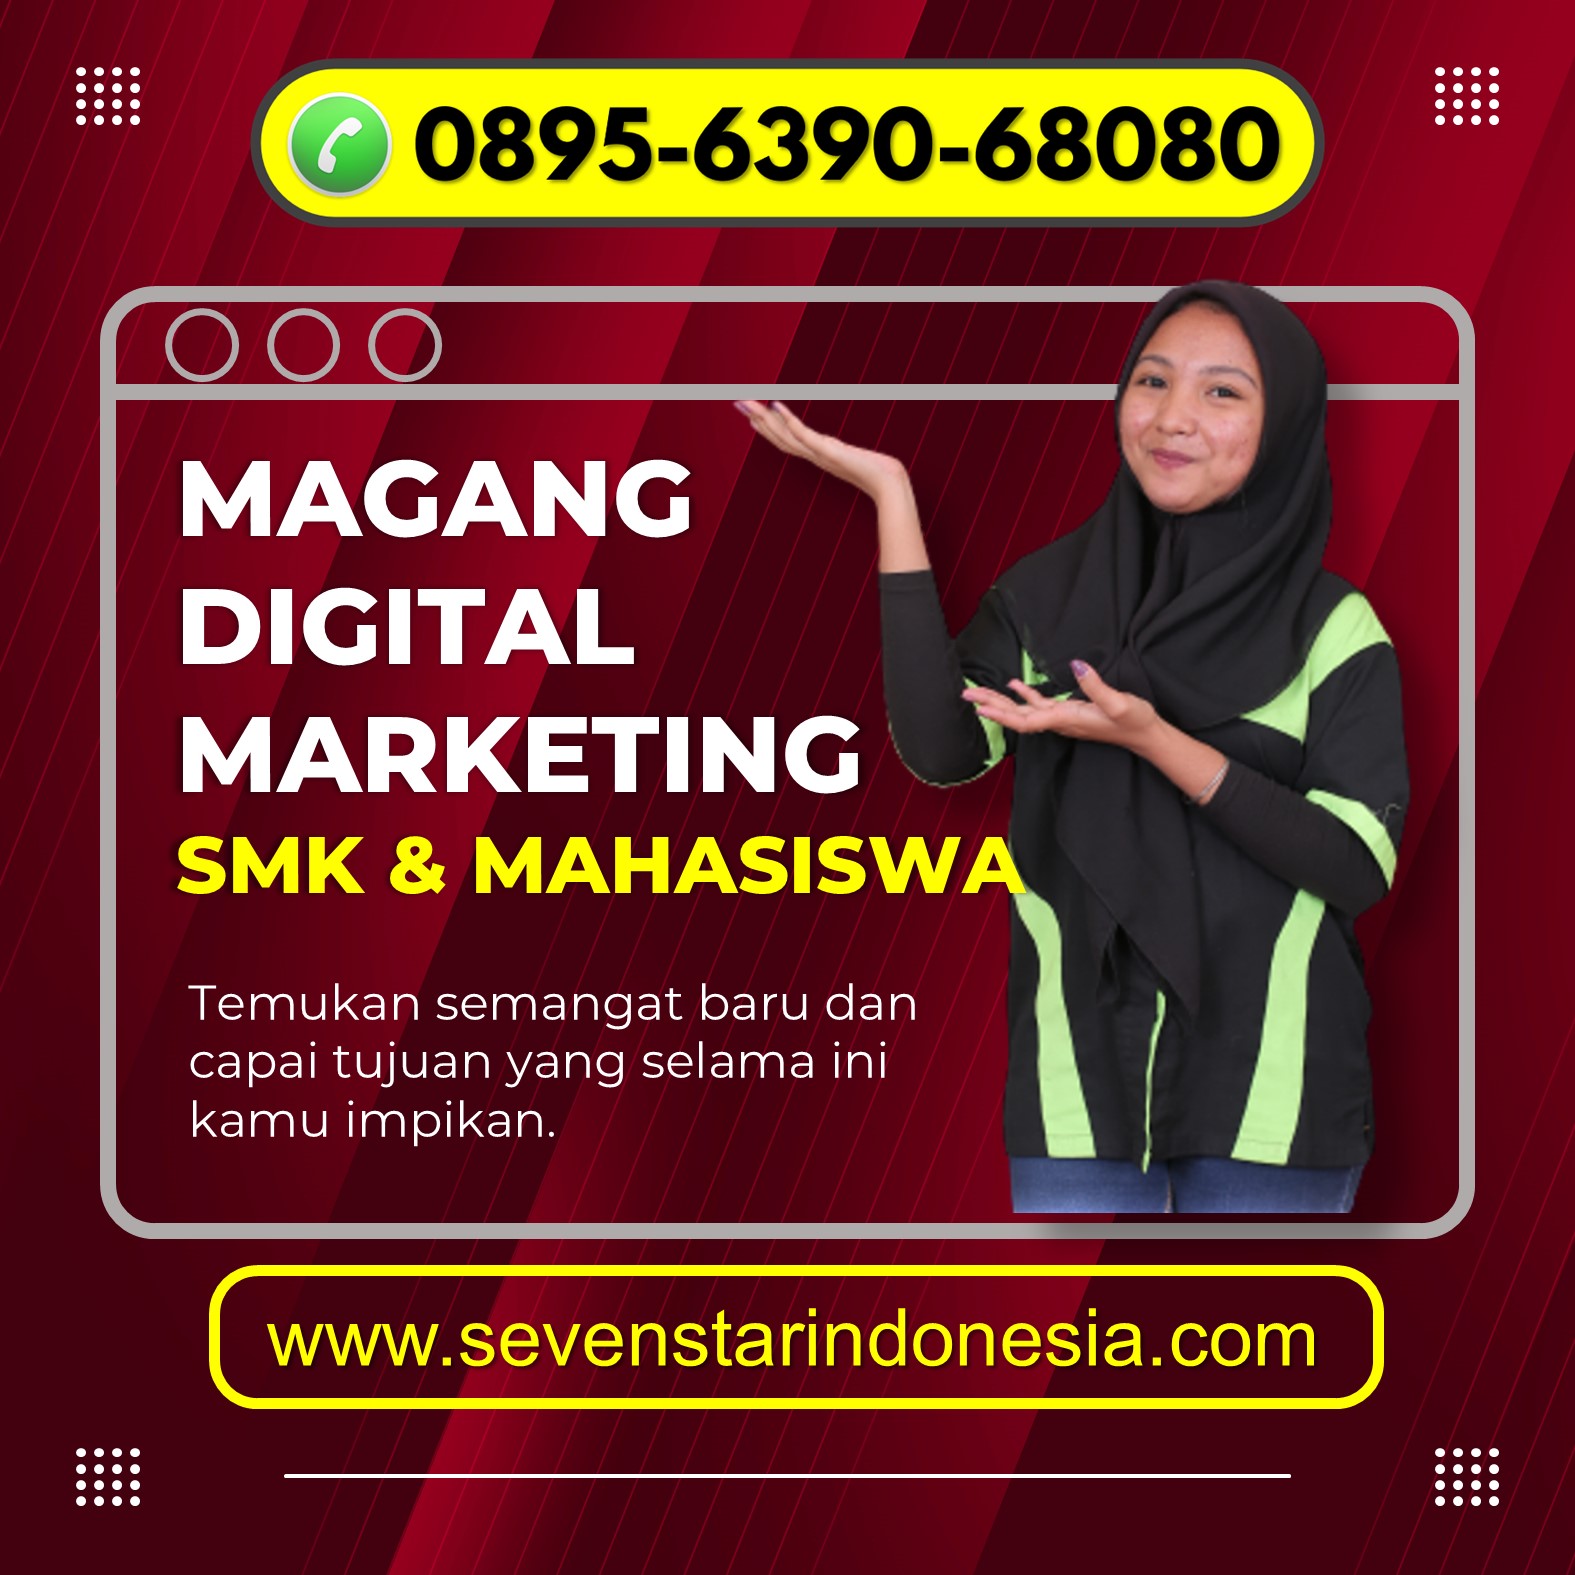 0895-6390-68080
MAGANG
DIGITAL
MARKETING
SMK & MAHASISWA
Temukan semangat baru dan
capai tujuan yang selama ini
kamu impikan.
www.sevenstarindonesia.com